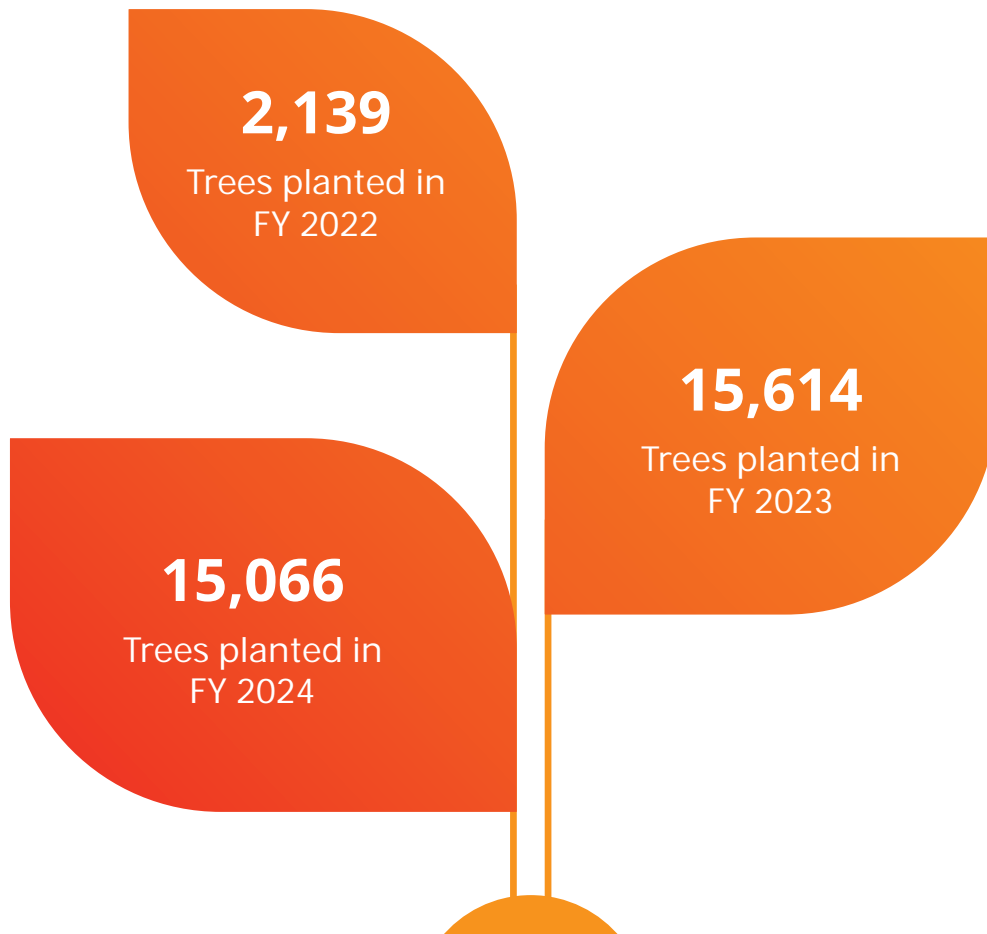 2,139
Trees planted in
FY 2022
15,614
Trees planted in
FY 2023
15,066
Trees planted in
FY 2024